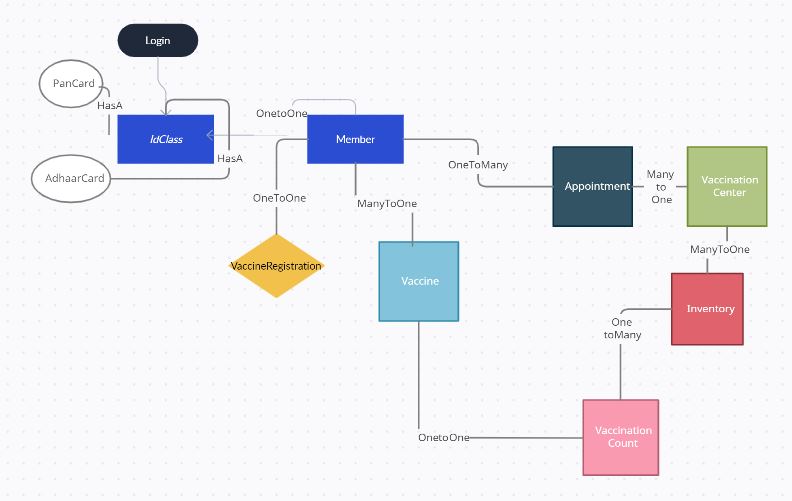 Login
PanCard
HasA
IdClass
OnetoOne
Member
HasA
AdhaarCard
OneToOne
ManyToOne
OneToMany
Appointment
Many
to
One
Vaccination
Center
VaccineRegistration
Vaccine
ManyToOne
Inventory
One
toMany
Vaccination
Count
OnetoOne